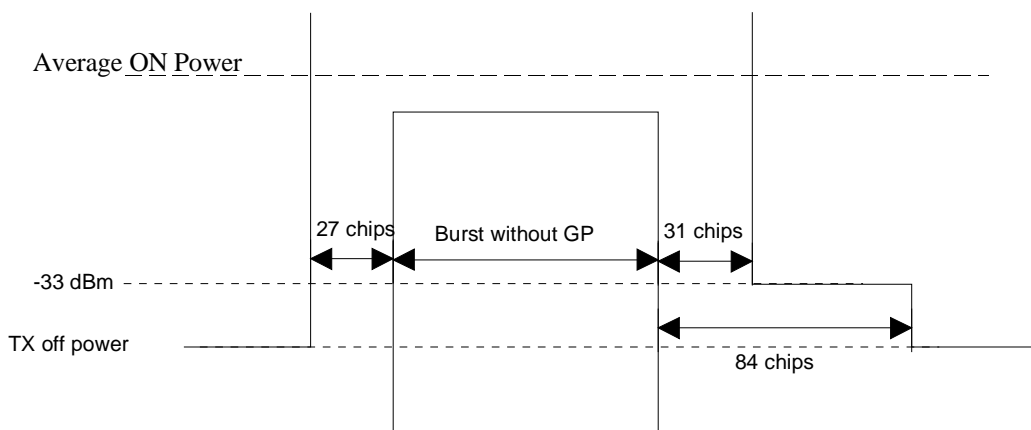 Average ON Power
27 chips
Burst without GP
31 chips
-33 dBm
TX off power
84 chips